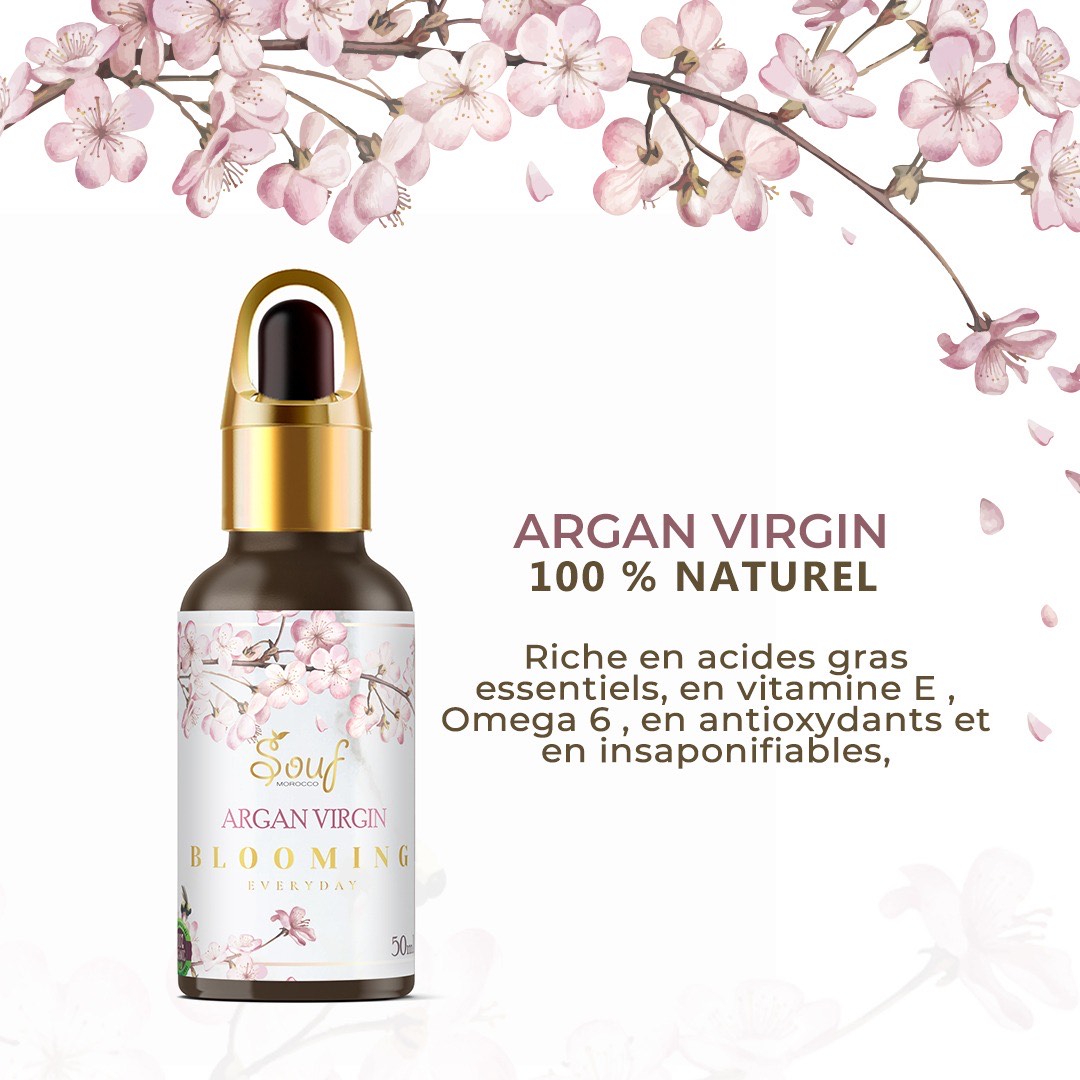 ARGAN VIRGIN
100 % NATUREL
Riche en acides gras
essentiels, en vitamine E ,
Omega 6 , en antioxydants et
en insaponifiables,
Souf
MOROCCO
ARGAN VIRGIN
BLOOMING
EVERYDAY
50ml